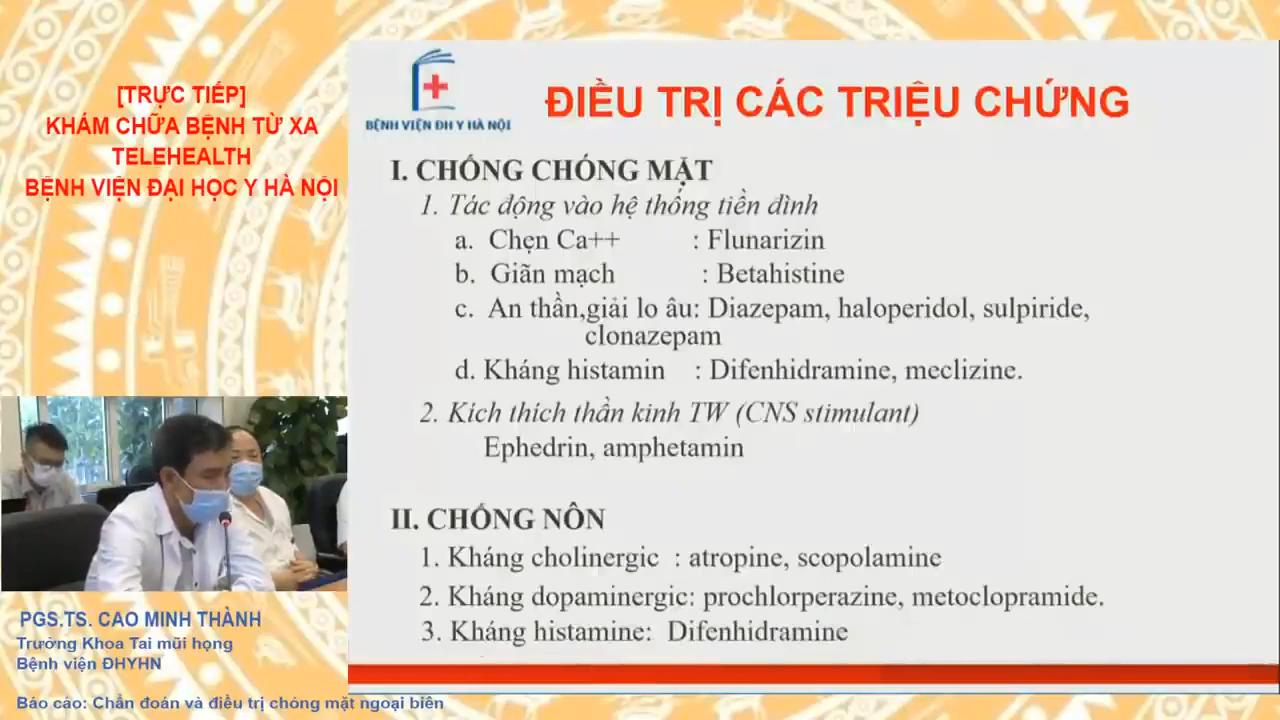 [TRỰC TIẾP]
KHÁM CHỮA BỆNH TỪ XA
TELEHEALTH
BỆNH VIỆN ĐẠI HỌC Y HÀ NỘI
BỆNH VIỆN ĐH Y HÀ NỘI
ĐIỀU TRỊ CÁC TRIỆU CHỨNG
I. CHỐNG CHÓNG MẶT
1. Tác động vào hệ thống tiền đình
a. Chẹn Ca++ : Flunarizin
b. Giãn mạch : Betahistine
c. An thần,giải lo âu: Diazepam, haloperidol, sulpiride,
clonazepam
d. Kháng histamin : Difenhidramine, meclizine.
2. Kích thích thần kinh TW (CNS stimulant)
Ephedrin, amphetamin
II. CHỐNG NÔN
1. Kháng cholinergic : atropine, scopolamine
2. Kháng dopaminergic: prochlorperazine, metoclopramide.
3. Kháng histamine: Difenhidramine
PGS.TS. CAO MINH THÀNH
Trưởng Khoa Tai mũi họng
Bệnh viện ĐHYHN
Báo cáo: Chẩn đoán và điều trị chóng mặt ngoại biên